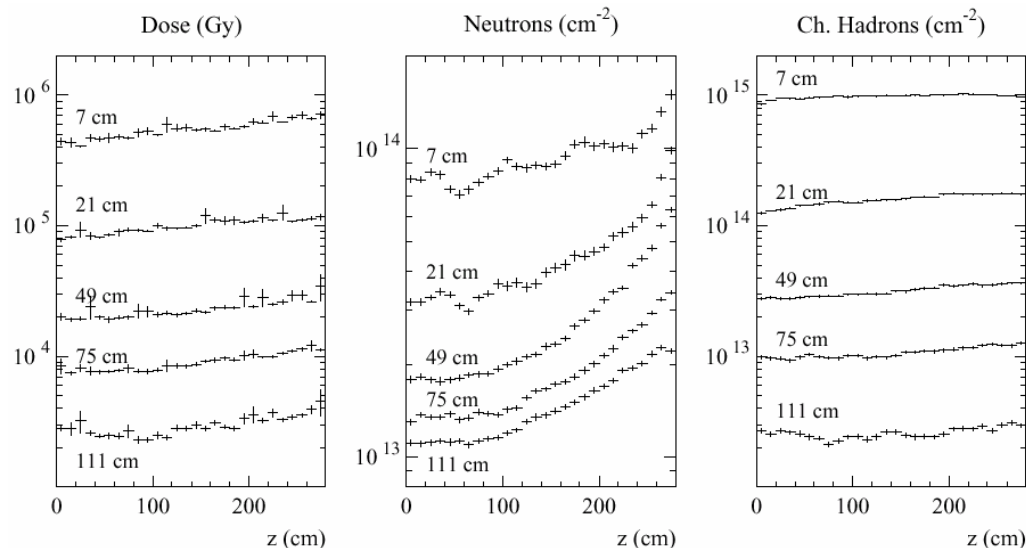 Dose (Gy)
10^6
10^5
10^4
7 cm
21 cm
49 cm
75 cm
111 cm
0 100 200
z (cm)
Neutrons (cm^-2)
10^14
10^13
7 cm
21 cm
49 cm
75 cm
111 cm
0 100 200
z (cm)
Ch. Hadrons (cm^-2)
10^15
10^14
10^13
7 cm
21 cm
49 cm
75 cm
111 cm
0 100 200
z (cm)